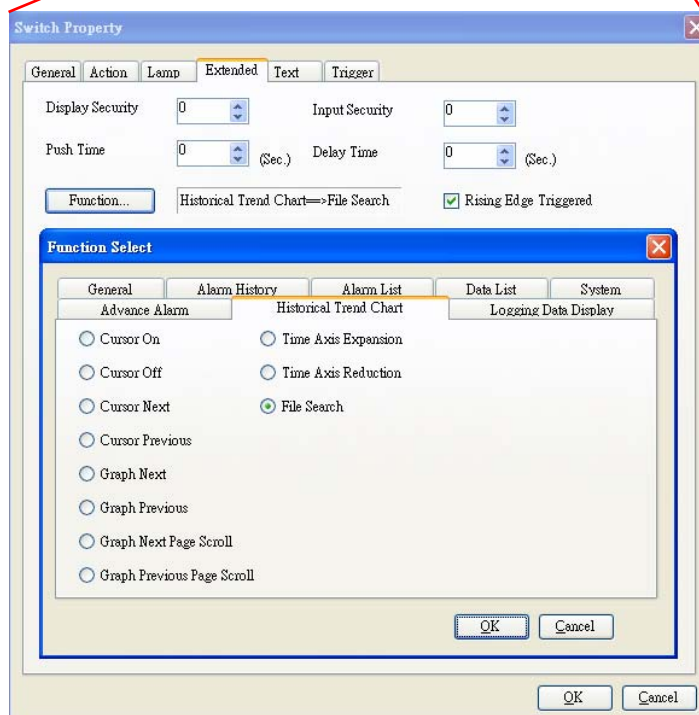 Switch Property
General Action Lamp Extended Text Trigger
Display Security 0 Input Security 0
Push Time 0 (Sec.) Delay Time 0 (Sec.)
Function... Historical Trend Chart==>File Search Rising Edge Triggered
Function Select
General Alarm History Alarm List Data List System
Advance Alarm Historical Trend Chart Logging Data Display
Cursor On Time Axis Expansion
Cursor Off Time Axis Reduction
Cursor Next File Search
Cursor Previous
Graph Next
Graph Previous
Graph Next Page Scroll
Graph Previous Page Scroll
OK Cancel
OK Cancel